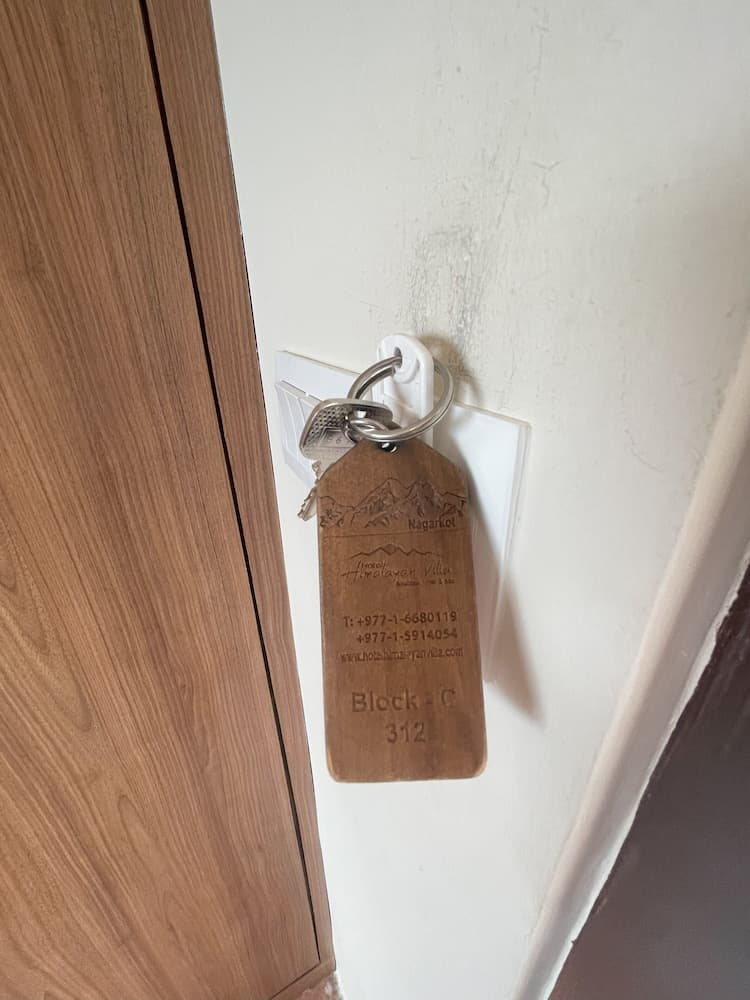 Nagarkot
Hotel
Himalayan Villa
T: +977-1-6680119
+977-1-5914054
www.hotelhimalayanvilla.com
Block - C
312